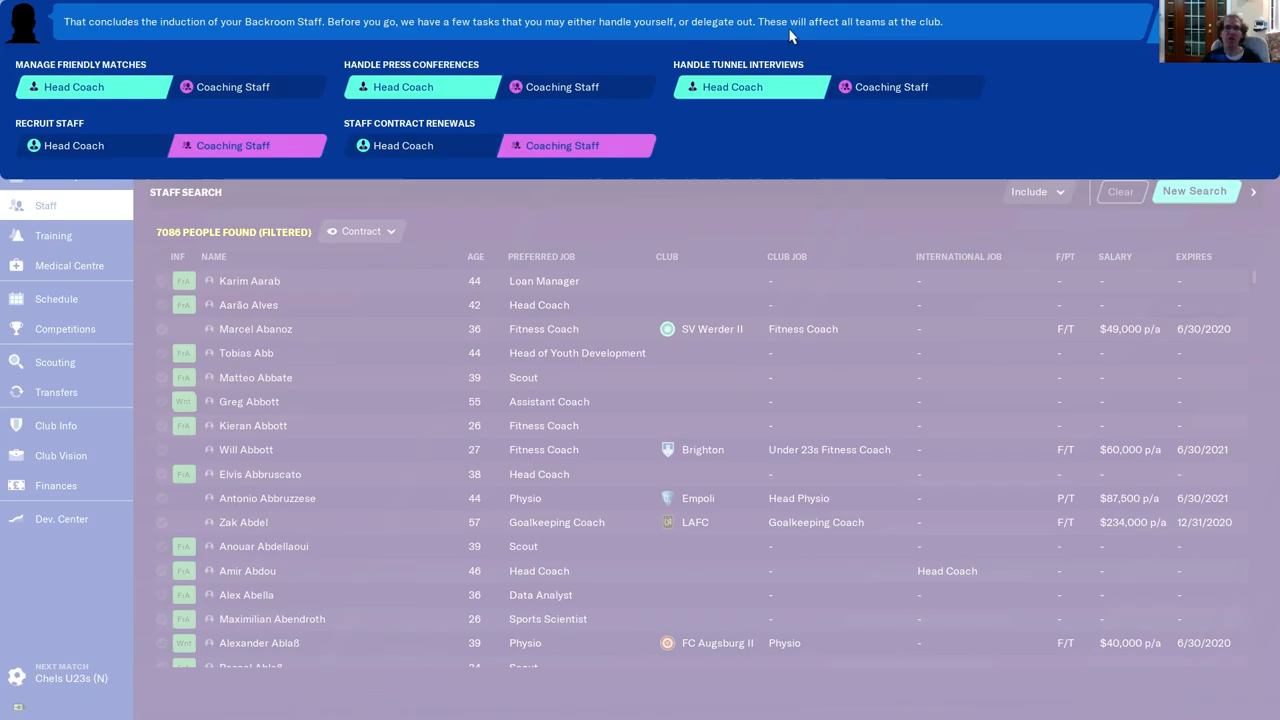 That concludes the induction of your Backroom Staff. Before you go, we have a few tasks that you may either handle yourself, or delegate out. These will affect all teams at the club.
MANAGE FRIENDLY MATCHES HANDLE PRESS CONFERENCES HANDLE TUNNEL INTERVIEWS
Head Coach Coaching Staff Head Coach Coaching Staff Head Coach Coaching Staff
RECRUIT STAFF STAFF CONTRACT RENEWALS
Head Coach Coaching Staff Head Coach Coaching Staff
Staff
Training
Medical Centre
Schedule
Competitions
Scouting
Transfers
Club Info
Club Vision
Finances
Dev. Center
NEXT MATCH
Chels U23s (N)
STAFF SEARCH Include Clear New Search
7086 PEOPLE FOUND (FILTERED) Contract
INF NAME AGE PREFERRED JOB CLUB CLUB JOB INTERNATIONAL JOB F/PT SALARY EXPIRES
FrA Karim Aarab 44 Loan Manager - - - - -
FrA Aarão Alves 42 Head Coach - - - - -
Marcel Abanoz 36 Fitness Coach SV Werder II Fitness Coach - F/T $49,000 p/a 6/30/2020
FrA Tobias Abb 44 Head of Youth Development - - - - -
FrA Matteo Abbate 39 Scout - - - - -
Wnt Greg Abbott 55 Assistant Coach - - - - -
FrA Kieran Abbott 26 Fitness Coach - - - - -
Will Abbott 27 Fitness Coach Brighton Under 23s Fitness Coach - F/T $60,000 p/a 6/30/2021
FrA Elvis Abbruscato 38 Head Coach - - - - -
Antonio Abbruzzese 44 Physio Empoli Head Physio - P/T $87,500 p/a 6/30/2021
Zak Abdel 57 Goalkeeping Coach LAFC Goalkeeping Coach - F/T $234,000 p/a 12/31/2020
FrA Anouar Abdellaoui 39 Scout - - - - -
FrA Amir Abdou 46 Head Coach - Head Coach - - -
FrA Alex Abella 36 Data Analyst - - - - -
FrA Maximilian Abendroth 26 Sports Scientist - - - - -
Wnt Alexander Ablaß 39 Physio FC Augsburg II Physio - F/T $40,000 p/a 6/30/2020